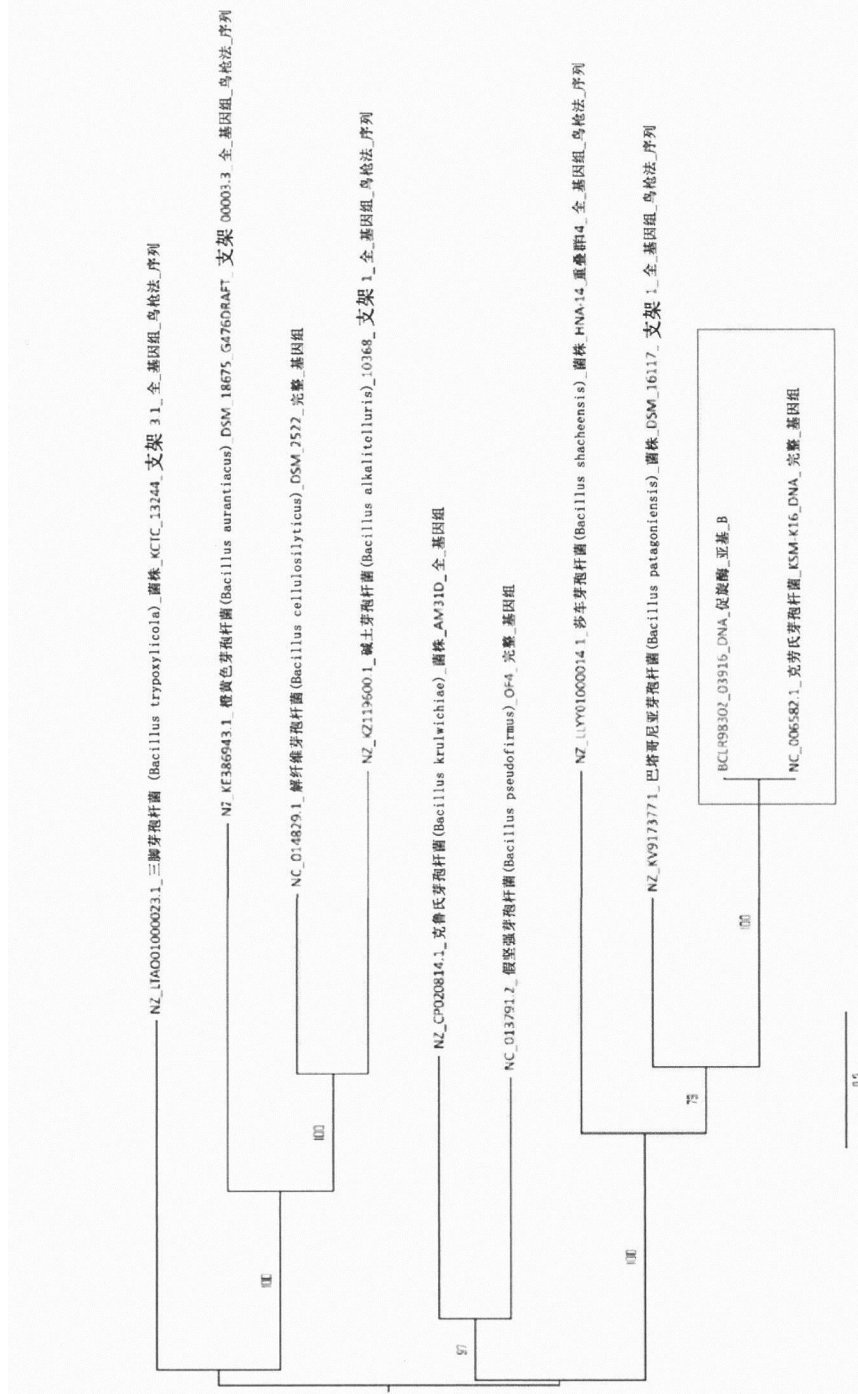 NZ_LTAO01000023.1_三脚芽孢杆菌 (Bacillus trypoxylicola)_菌株_KCTC_13244_支架 3 1_全_基因组_鸟枪法_序列
NZ_KE386943.1_橙黄色芽孢杆菌(Bacillus aurantiacus)_DSM_18675_G476DRAFT_支架 00003.3_全_基因组_鸟枪法_序列
NC_014829.1_解纤维芽孢杆菌(Bacillus cellulosilyticus)_DSM_2522_完整_基因组
NZ_KZ119600.1_碱土芽孢杆菌(Bacillus alkalitelluris)_10368_支架 1_全_基因组_鸟枪法_序列
NZ_CP020814.1_克鲁氏芽孢杆菌(Bacillus krulwichiae)_菌株_AM31D_全_基因组
NC_013791.2_假坚强芽孢杆菌(Bacillus pseudofirmus)_OF4_完整_基因组
NZ_LLYY01000014 1_莎车芽孢杆菌(Bacillus shacheensis)_菌株_HNA-14_重叠群14_全_基因组_鸟枪法_序列
NZ_KV917377 1_巴塔哥尼亚芽孢杆菌(Bacillus patagoniensis)_菌株_DSM_16117_支架 1_全_基因组_鸟枪法_序列
BCLR98302_03916_DNA_促旋酶_亚基_B
NC_006582.1_克劳氏芽孢杆菌_KSM-K16_DNA_完整_基因组
100
100
97
100
79
100